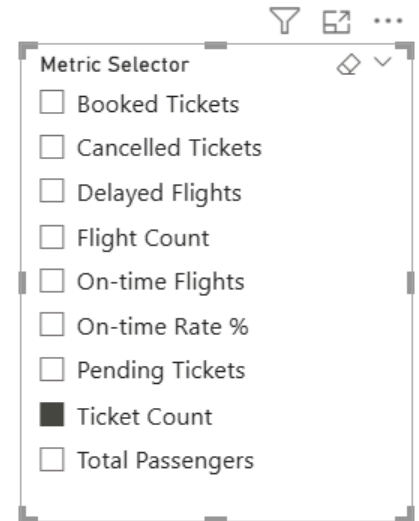 Metric Selector
Booked Tickets
Cancelled Tickets
Delayed Flights
Flight Count
On-time Flights
On-time Rate %
Pending Tickets
Ticket Count
Total Passengers